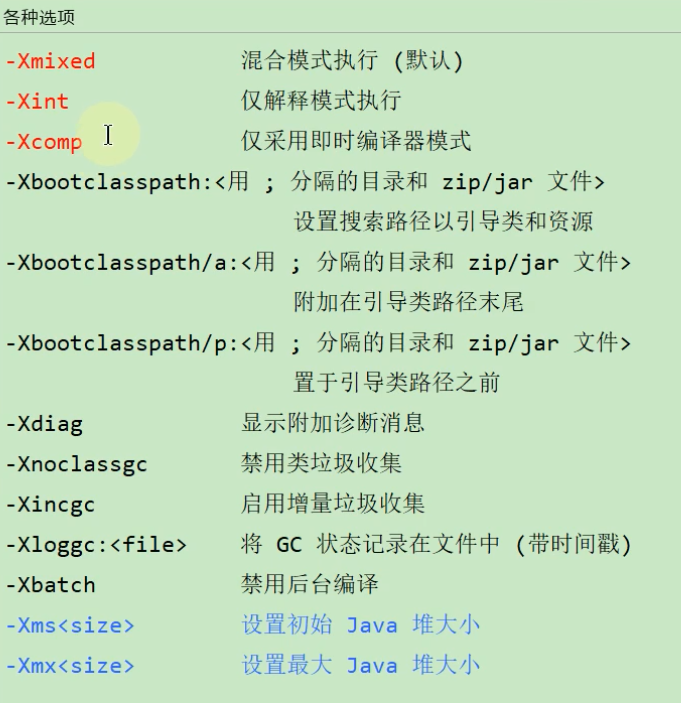 各种选项
-Xmixed 混合模式执行 (默认)
-Xint 仅解释模式执行
-Xcomp 仅采用即时编译器模式
-Xbootclasspath:<用 ; 分隔的目录和 zip/jar 文件>
设置搜索路径以引导类和资源
-Xbootclasspath/a:<用 ; 分隔的目录和 zip/jar 文件>
附加在引导类路径末尾
-Xbootclasspath/p:<用 ; 分隔的目录和 zip/jar 文件>
置于引导类路径之前
-Xdiag 显示附加诊断消息
-Xnoclassgc 禁用类垃圾收集
-Xincgc 启用增量垃圾收集
-Xloggc:<file> 将 GC 状态记录在文件中 (带时间戳)
-Xbatch 禁用后台编译
-Xms<size> 设置初始 Java 堆大小
-Xmx<size> 设置最大 Java 堆大小